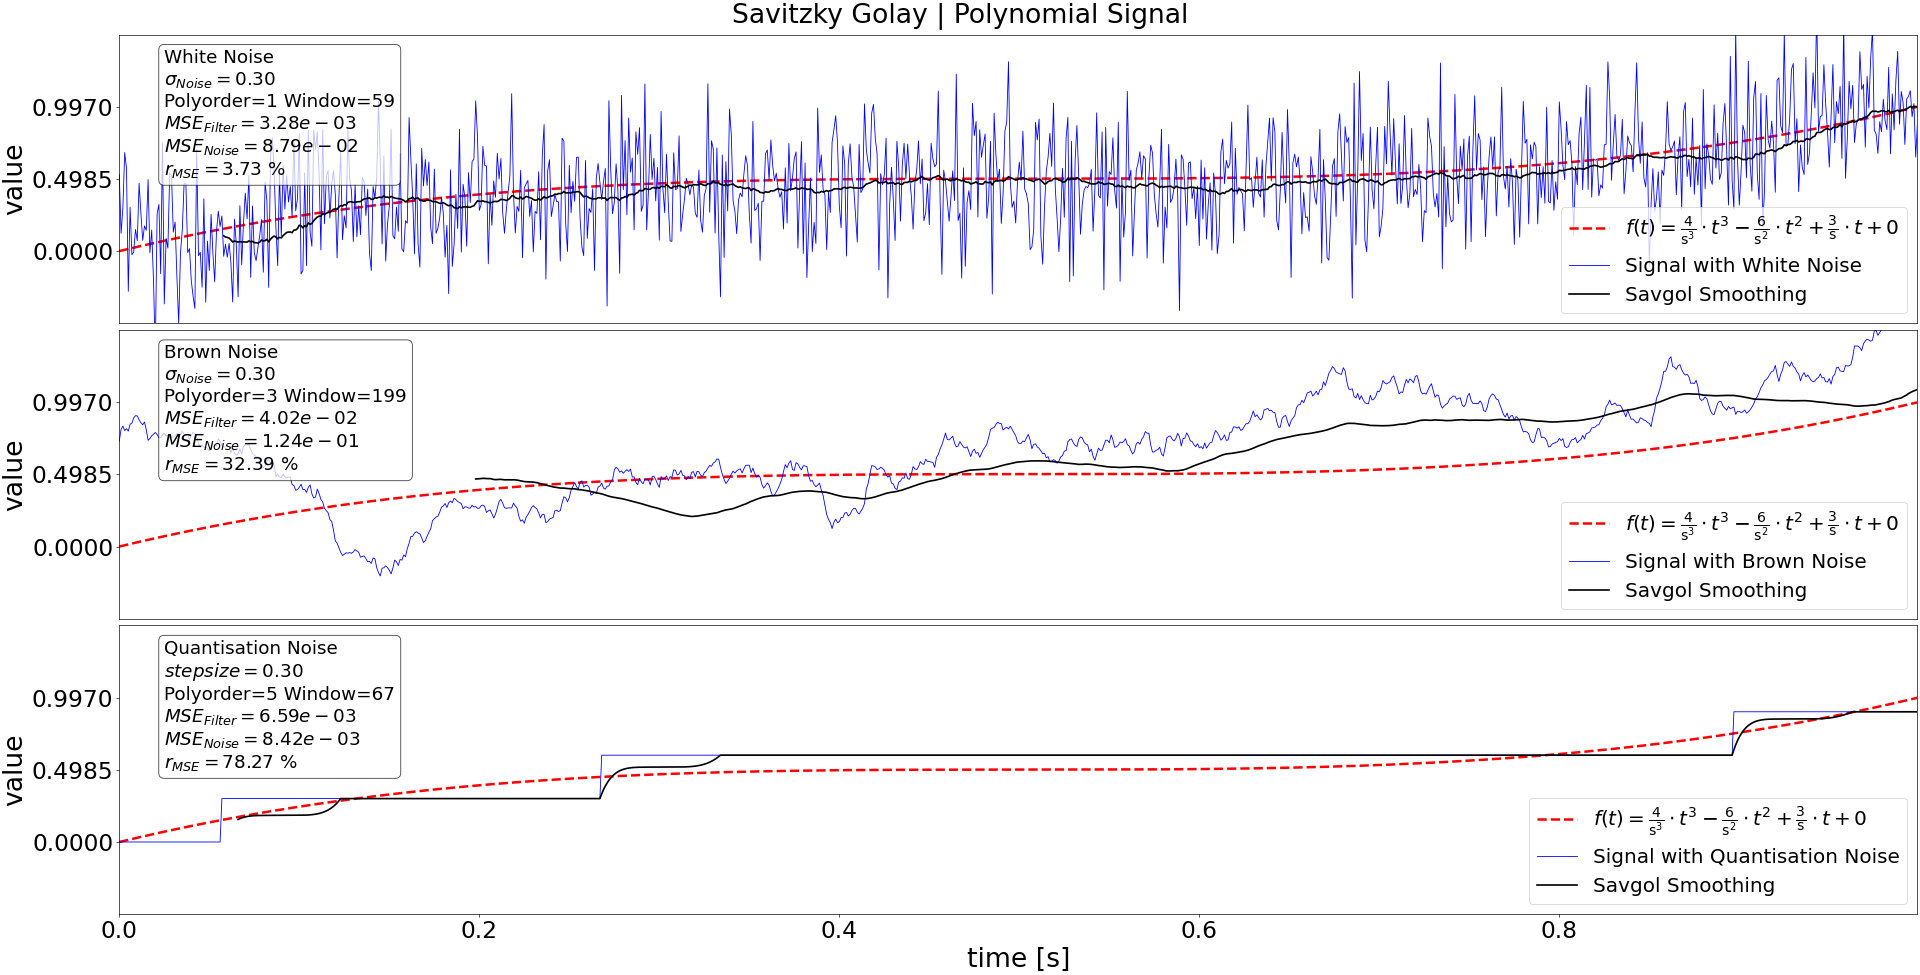 Savitzky Golay | Polynomial Signal
White Noise
σ_Noise = 0.30
Polyorder=1 Window=59
MSE_Filter = 3.28e − 03
MSE_Noise = 8.79e − 02
r_MSE = 3.73 %
0.9970
0.4985
0.0000
value
f(t) = 4/s³ · t³ − 6/s² · t² + 3/s · t + 0
Signal with White Noise
Savgol Smoothing
Brown Noise
σ_Noise = 0.30
Polyorder=3 Window=199
MSE_Filter = 4.02e − 02
MSE_Noise = 1.24e − 01
r_MSE = 32.39 %
0.9970
0.4985
0.0000
value
f(t) = 4/s³ · t³ − 6/s² · t² + 3/s · t + 0
Signal with Brown Noise
Savgol Smoothing
Quantisation Noise
stepsize = 0.30
Polyorder=5 Window=67
MSE_Filter = 6.59e − 03
MSE_Noise = 8.42e − 03
r_MSE = 78.27 %
0.9970
0.4985
0.0000
value
f(t) = 4/s³ · t³ − 6/s² · t² + 3/s · t + 0
Signal with Quantisation Noise
Savgol Smoothing
0.0 0.2 0.4 0.6 0.8
time [s]